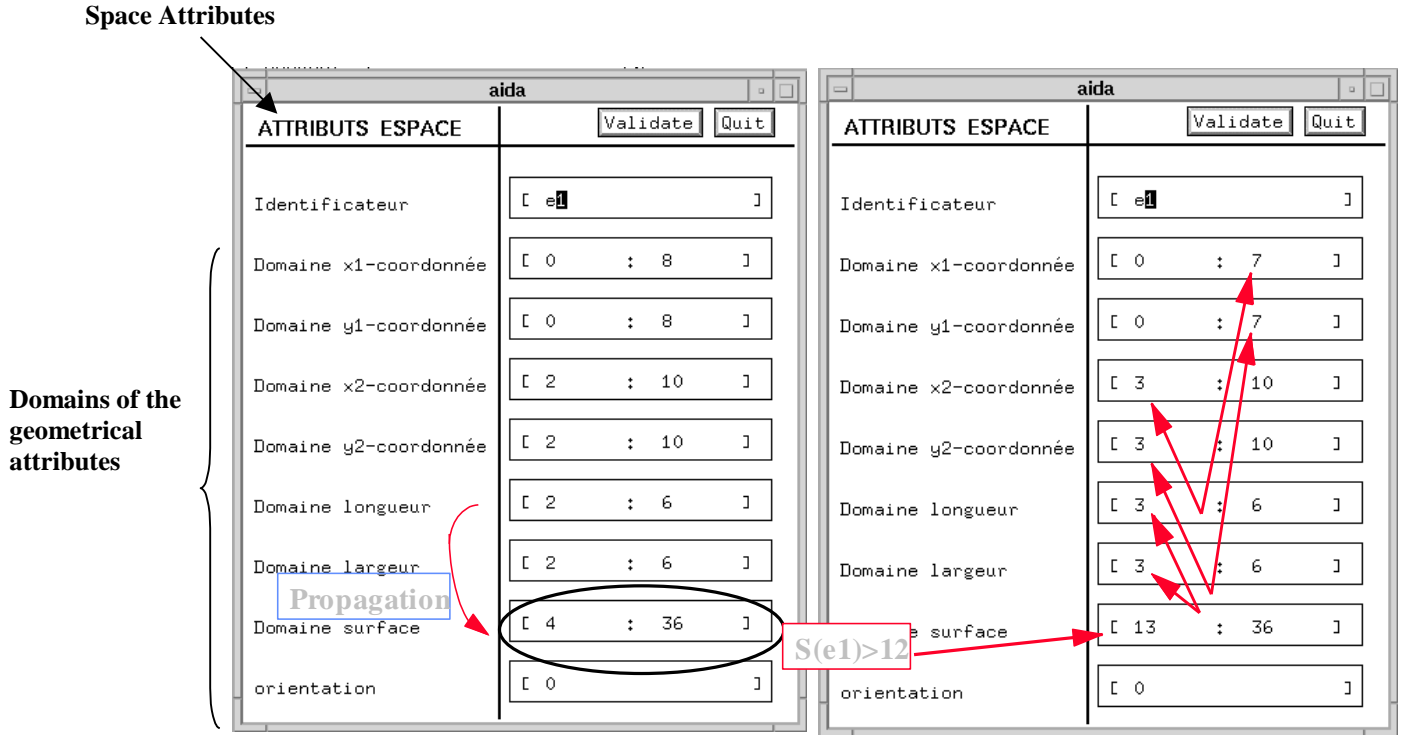 Space Attributes
aida
ATTRIBUTS ESPACE
Validate
Quit
Identificateur
[ e1 ]
Domaine x1-coordonnée
[ 0 : 8 ]
Domaine y1-coordonnée
[ 0 : 8 ]
Domaine x2-coordonnée
[ 2 : 10 ]
Domaine y2-coordonnée
[ 2 : 10 ]
Domaine longueur
[ 2 : 6 ]
Domaine largeur
[ 2 : 6 ]
Domaine surface
[ 4 : 36 ]
orientation
[ 0 ]
Domains of the
geometrical
attributes
Propagation
S(e1)>12
aida
ATTRIBUTS ESPACE
Validate
Quit
Identificateur
[ e1 ]
Domaine x1-coordonnée
[ 0 : 7 ]
Domaine y1-coordonnée
[ 0 : 7 ]
Domaine x2-coordonnée
[ 3 : 10 ]
Domaine y2-coordonnée
[ 3 : 10 ]
Domaine longueur
[ 3 : 6 ]
Domaine largeur
[ 3 : 6 ]
surface
[ 13 : 36 ]
orientation
[ 0 ]